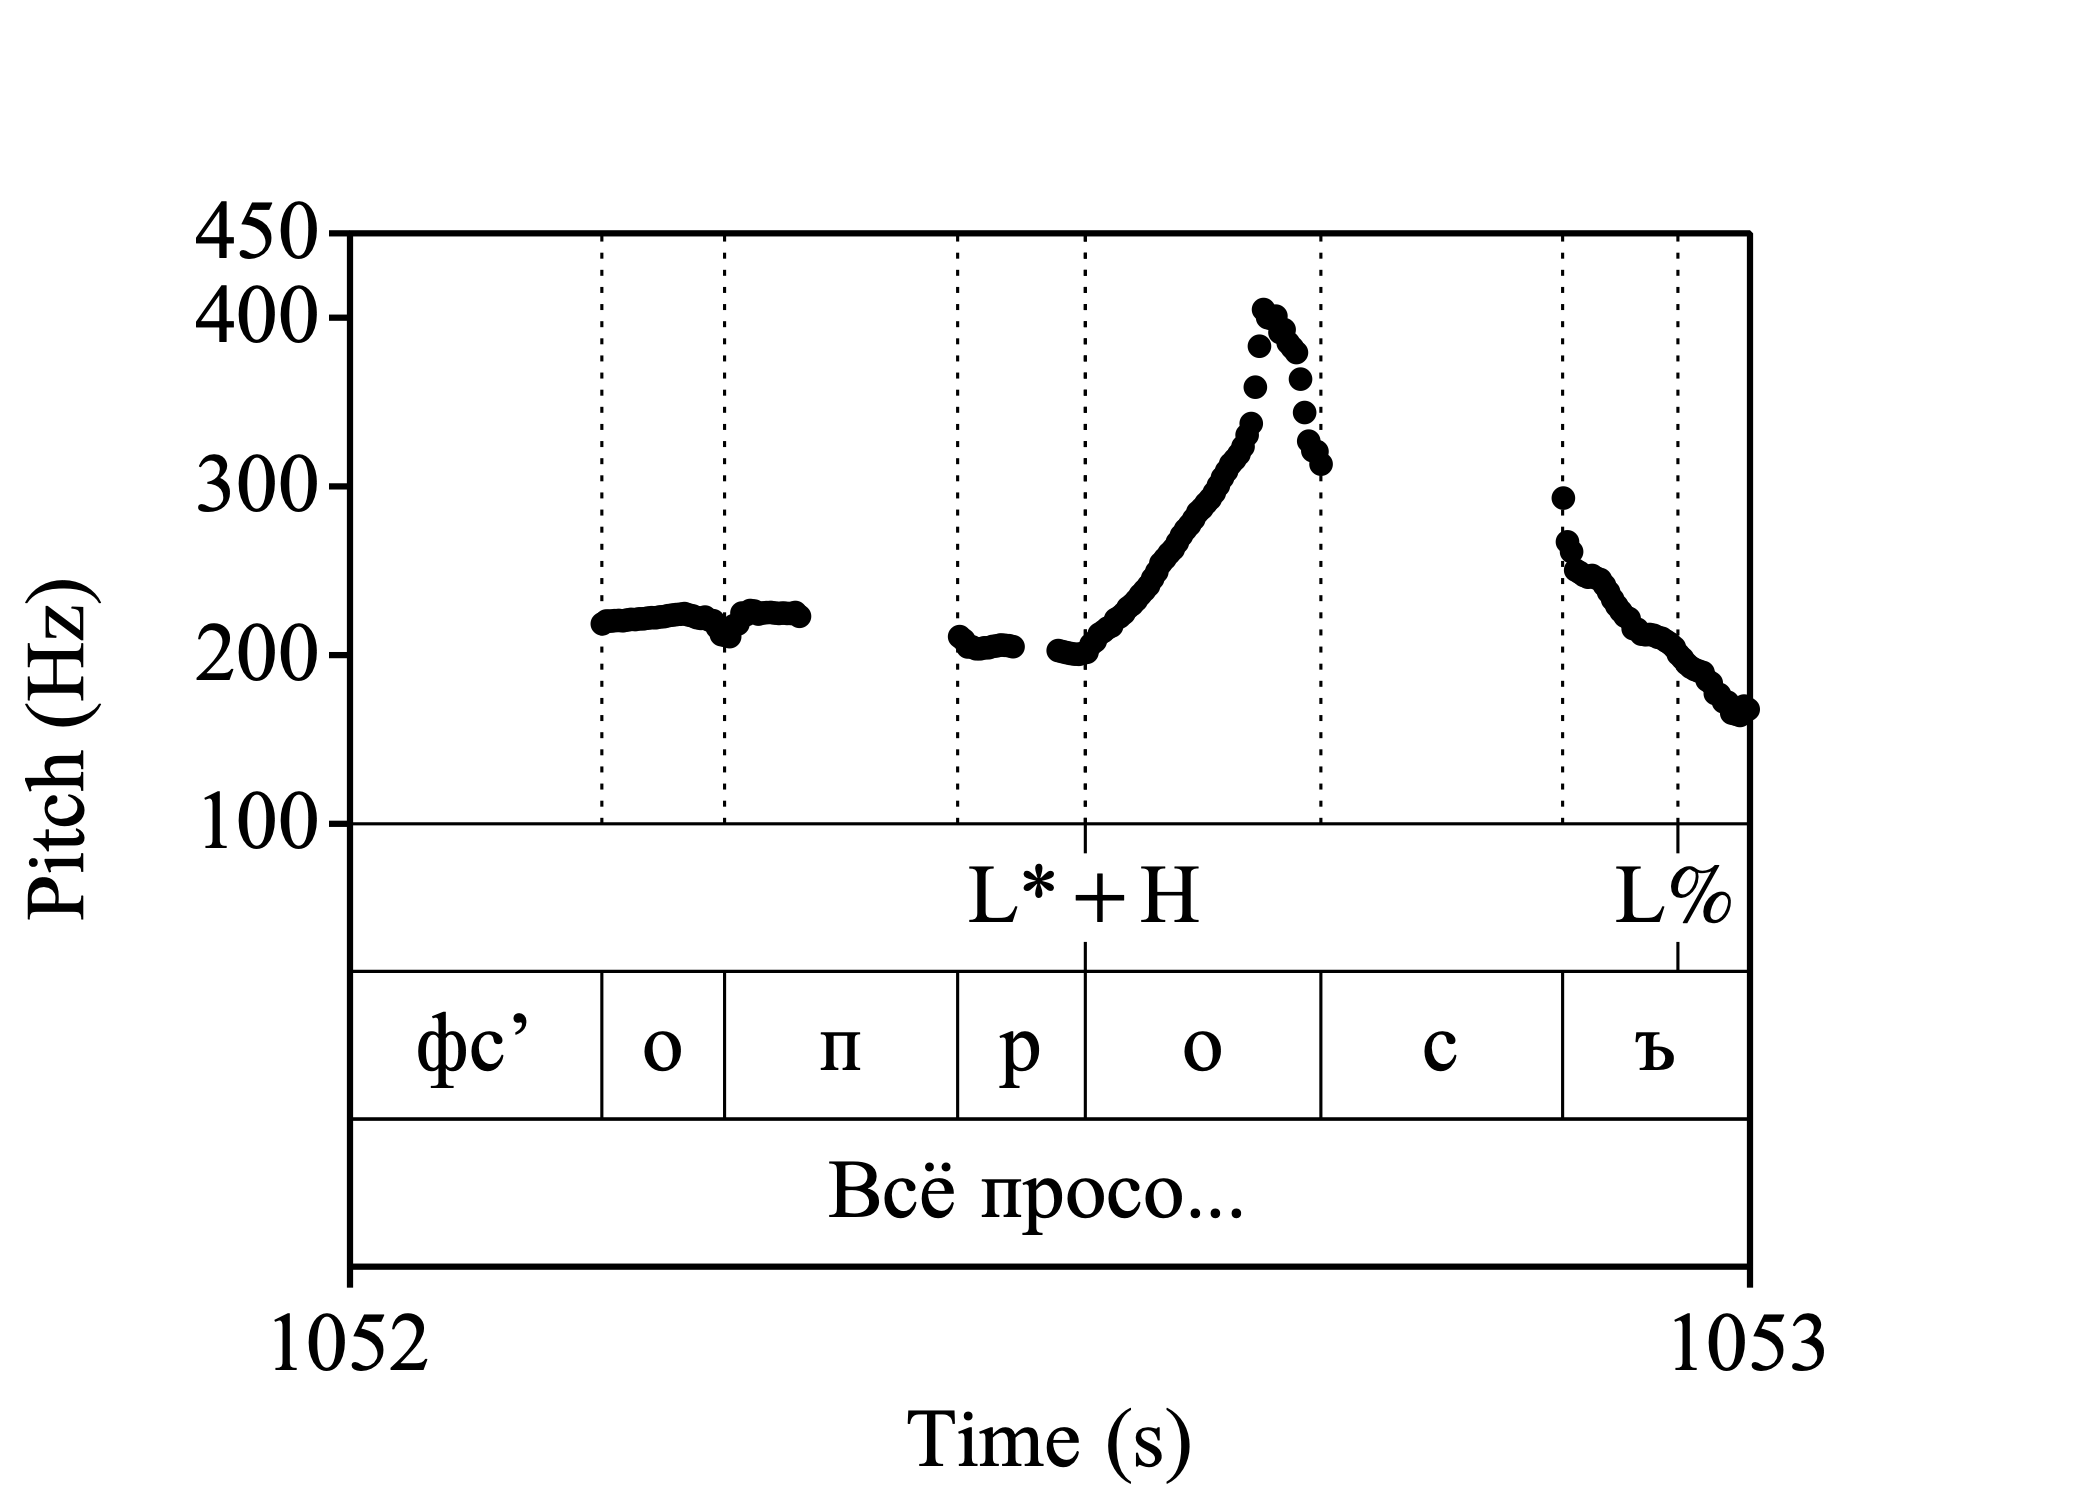 Pitch (Hz)
450
400
300
200
100
L*+H L%
фс’ о п р о с ъ
Всё просо...
1052 1053
Time (s)